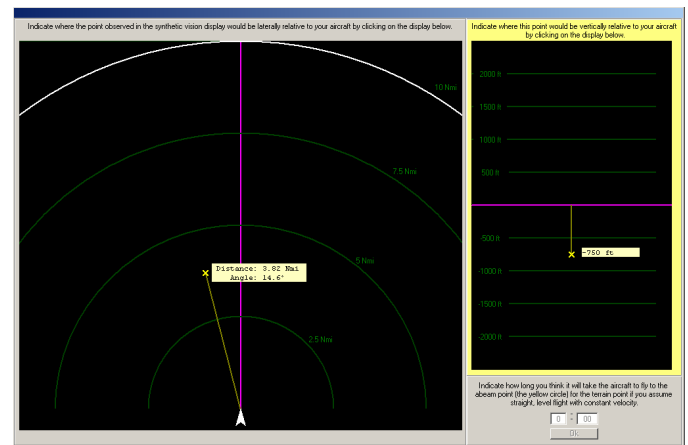 Indicate where the point observed in the synthetic vision display would be laterally relative to your aircraft by clicking on the display below.
10 Nmi
7.5 Nmi
5 Nmi
Distance: 3.82 Nmi
Angle: 14.6°
2.5 Nmi
Indicate where this point would be vertically relative to your aircraft
by clicking on the display below.
2000 ft
1500 ft
1000 ft
500 ft
-500 ft
-750 ft
-1000 ft
-1500 ft
-2000 ft
Indicate how long you think it will take the aircraft to fly to the
abeam point (the yellow circle) for the terrain point if you assume
straight, level flight with constant velocity.
0 : 00
Ok